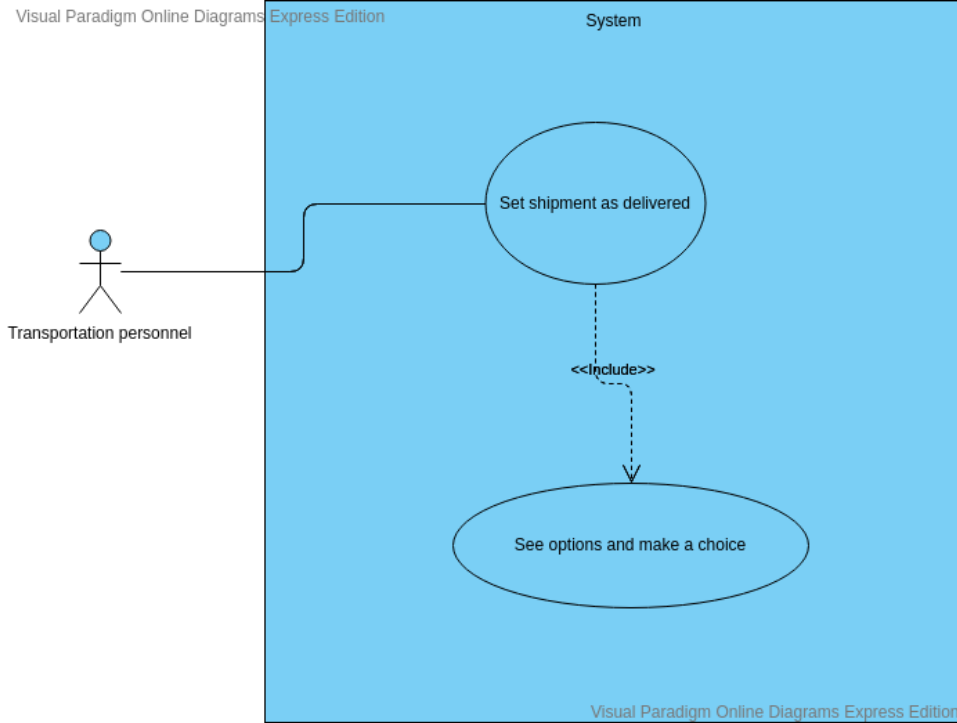 Visual Paradigm Online Diagrams Express Edition
System
Set shipment as delivered
Transportation personnel
<<Include>>
See options and make a choice
Visual Paradigm Online Diagrams Express Edition